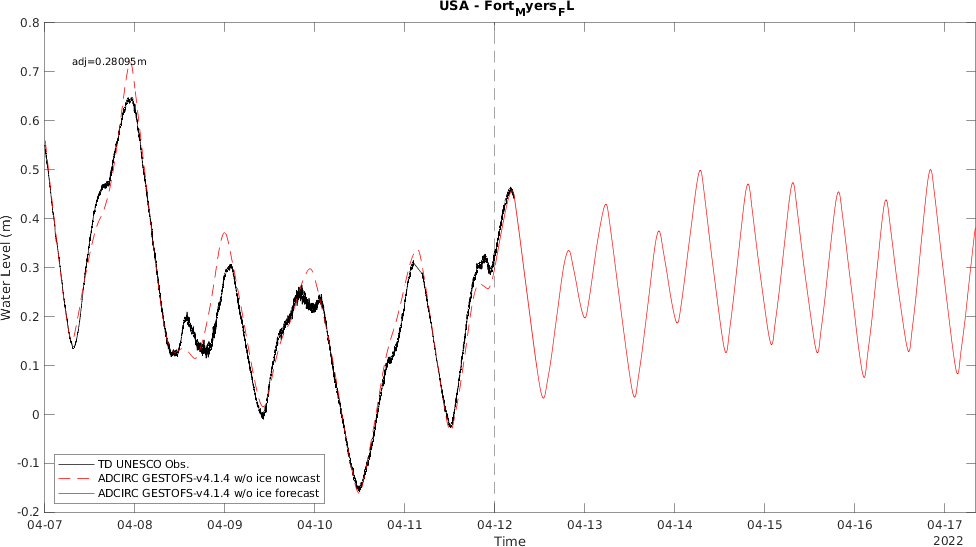 USA - Fort_Myers_FL
0.8
0.7
adj=0.28095m
0.6
0.5
0.4
0.3
0.2
0.1
0
-0.1
-0.2
Water Level (m)
TD UNESCO Obs.
ADCIRC GESTOFS-v4.1.4 w/o ice nowcast
ADCIRC GESTOFS-v4.1.4 w/o ice forecast
04-07 04-08 04-09 04-10 04-11 04-12 04-13 04-14 04-15 04-16 04-17
Time
2022